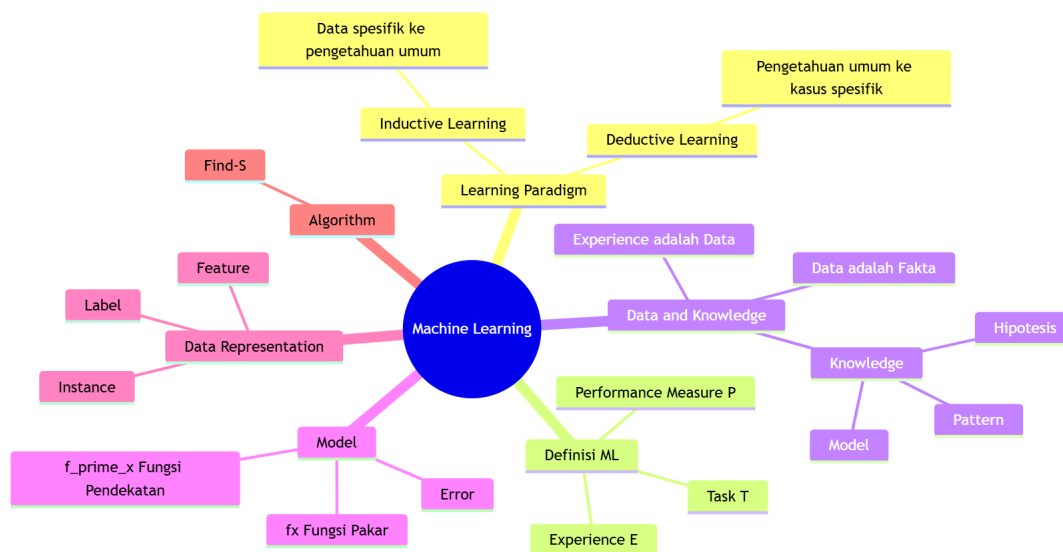 Data spesifik ke
pengetahuan umum
Pengetahuan umum ke
kasus spesifik
Inductive Learning
Deductive Learning
Find-S
Learning Paradigm
Algorithm
Experience adalah Data
Data adalah Fakta
Feature
Label
Machine Learning
Data and Knowledge
Hipotesis
Data Representation
Knowledge
Instance
Performance Measure P
Pattern
Model
Model
Definisi ML
f_prime_x Fungsi
Pendekatan
Error
Task T
fx Fungsi Pakar
Experience E